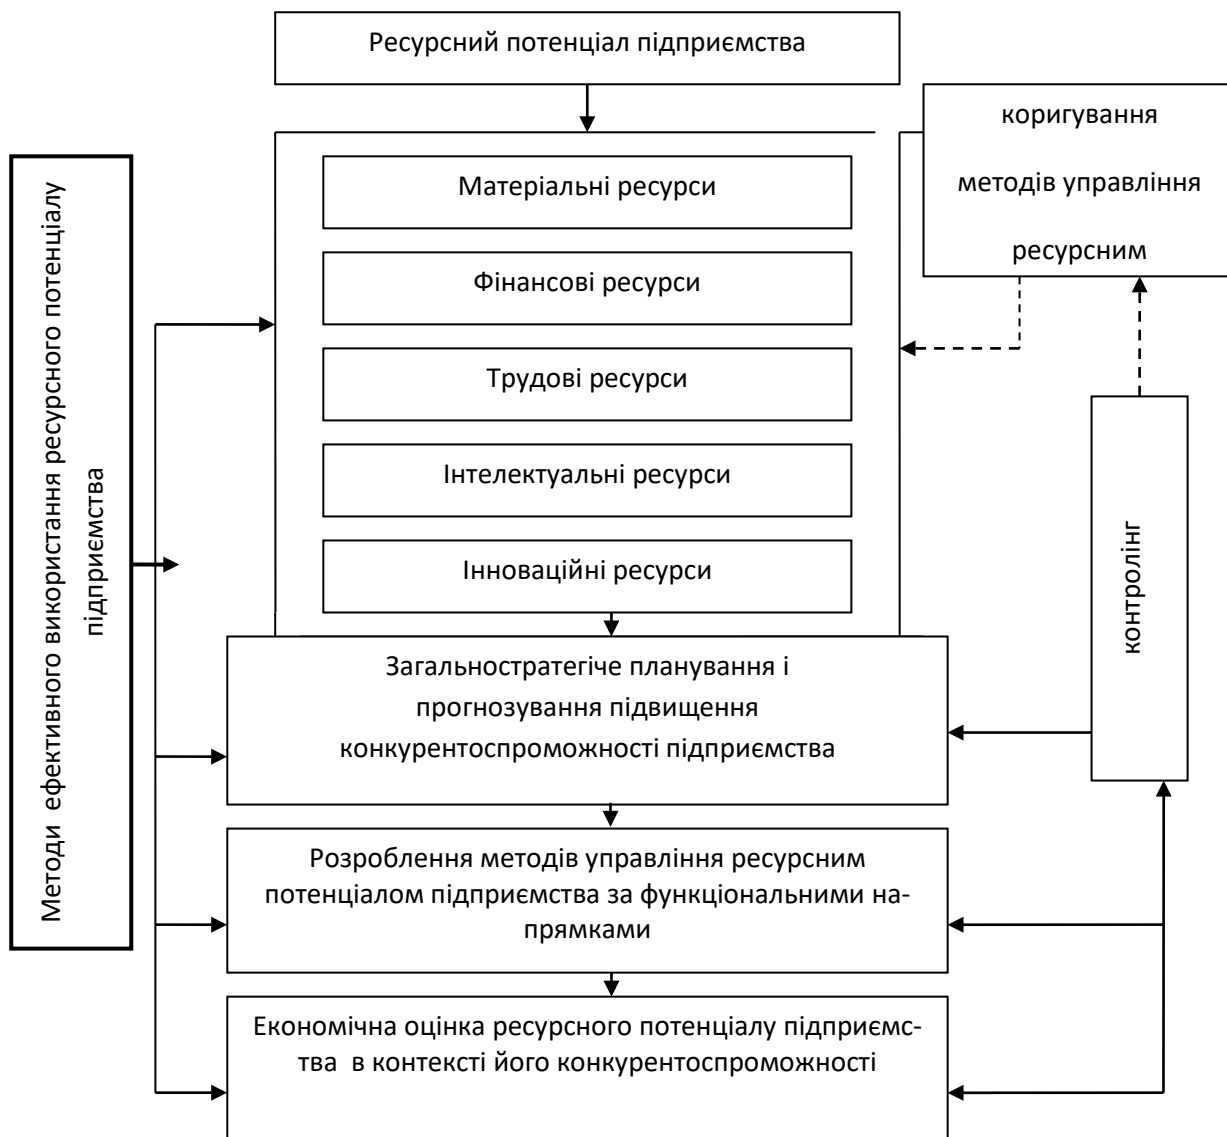 Ресурсний потенціал підприємства
коригування
методів управління
ресурсним
Методи ефективного використання ресурсного потенціалу
підприємства
Матеріальні ресурси
Фінансові ресурси
Трудові ресурси
Інтелектуальні ресурси
Інноваційні ресурси
контролінг
Загальностратегіче планування і
прогнозування підвищення
конкурентоспроможності підприємства
Розроблення методів управління ресурсним
потенціалом підприємства за функціональними на-
прямками
Економічна оцінка ресурсного потенціалу підприємс-
тва в контексті його конкурентоспроможності